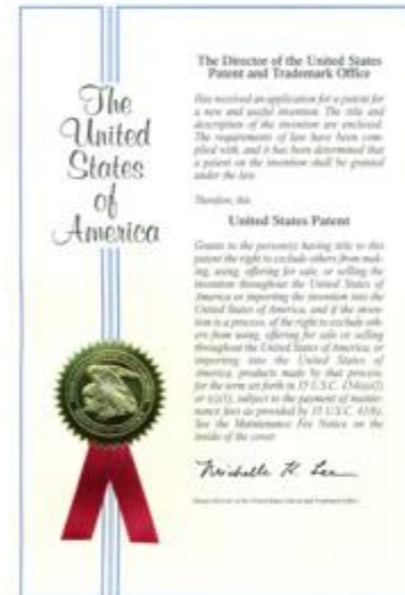 The
United
States
of
America
The Director of the United States
Patent and Trademark Office
Has received an application for a patent for
a new and useful invention. The title and
description of the invention are enclosed.
The requirements of law have been com-
plied with, and it has been determined that
a patent on the invention shall be granted
under the law.
Therefore, this
United States Patent
Grants to the person(s) having title to this
patent the right to exclude others from mak-
ing, using, offering for sale, or selling the
invention throughout the United States of
America or importing the invention into the
United States of America, and if the inven-
tion is a process, of the right to exclude oth-
ers from using, offering for sale or selling
throughout the United States of America, or
importing into the United States of
America, products made by that process,
for the term set forth in 35 U.S.C. 154(a)(2)
or (c)(1), subject to the payment of mainte-
nance fees as provided by 35 U.S.C. 41(b).
See the Maintenance Fee Notice on the
inside of the cover.
Michelle K. Lee